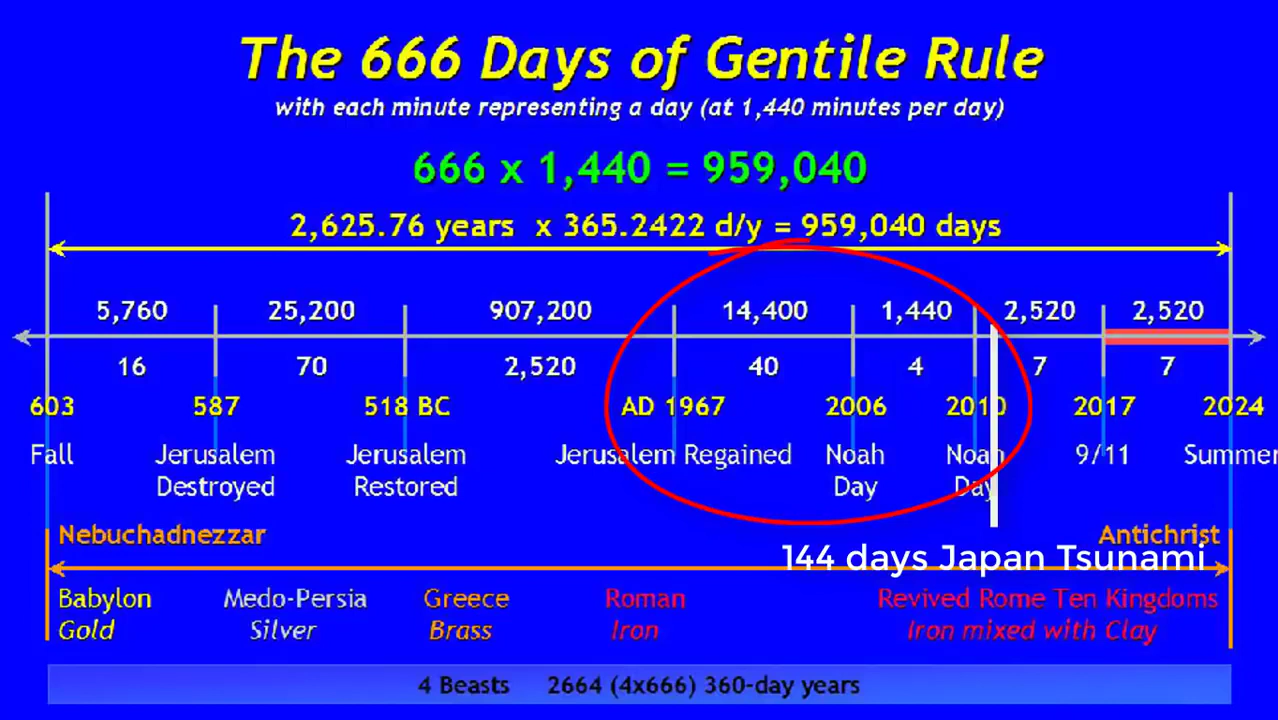 The 666 Days of Gentile Rule
with each minute representing a day (at 1,440 minutes per day)
666 x 1,440 = 959,040
2,625.76 years x 365.2422 d/y = 959,040 days
5,760 25,200 907,200 14,400 1,440 2,520 2,520
16 70 2,520 40 4 7 7
603 587 518 BC AD 1967 2006 2010 2017 2024
Fall Jerusalem Jerusalem Jerusalem Regained Noah Noah 9/11 Summer
Destroyed Restored Day Day
Nebuchadnezzar Antichrist
144 days Japan Tsunami
Babylon Medo-Persia Greece Roman Revived Rome Ten Kingdoms
Gold Silver Brass Iron Iron mixed with Clay
4 Beasts 2664 (4x666) 360-day years